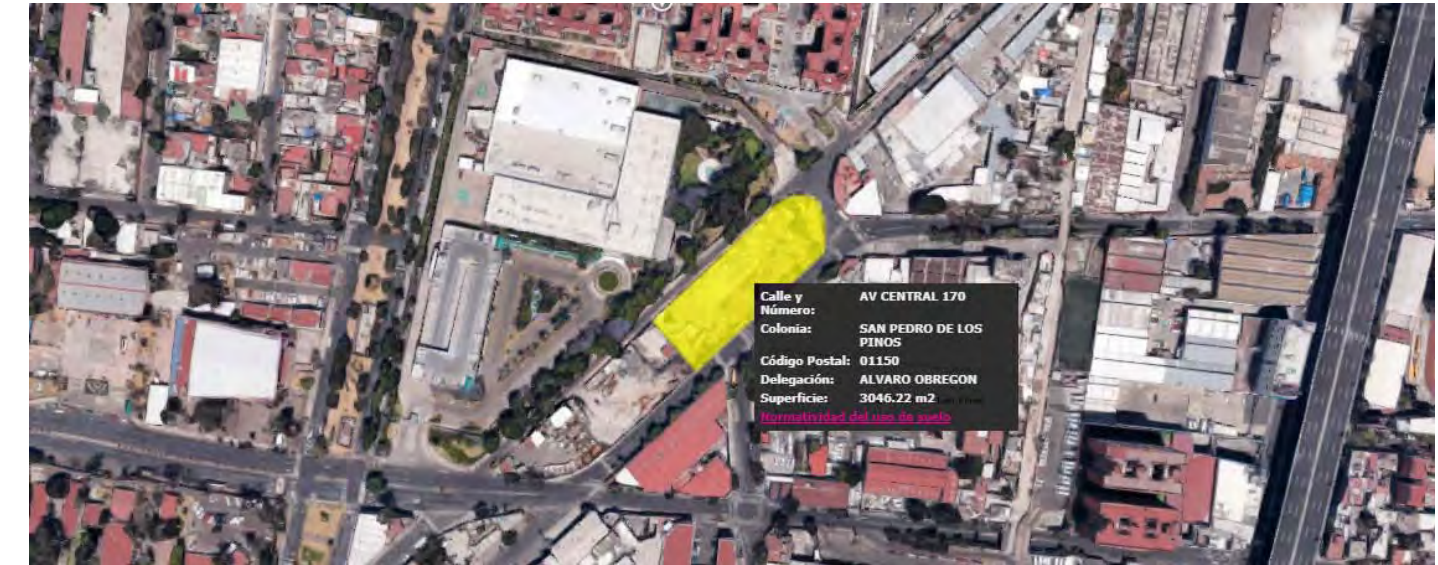 Calle y AV CENTRAL 170
Número:
Colonia: SAN PEDRO DE LOS
PINOS
Código Postal: 01150
Delegación: ALVARO OBREGON
Superficie: 3046.22 m2
Normatividad del uso de suelo